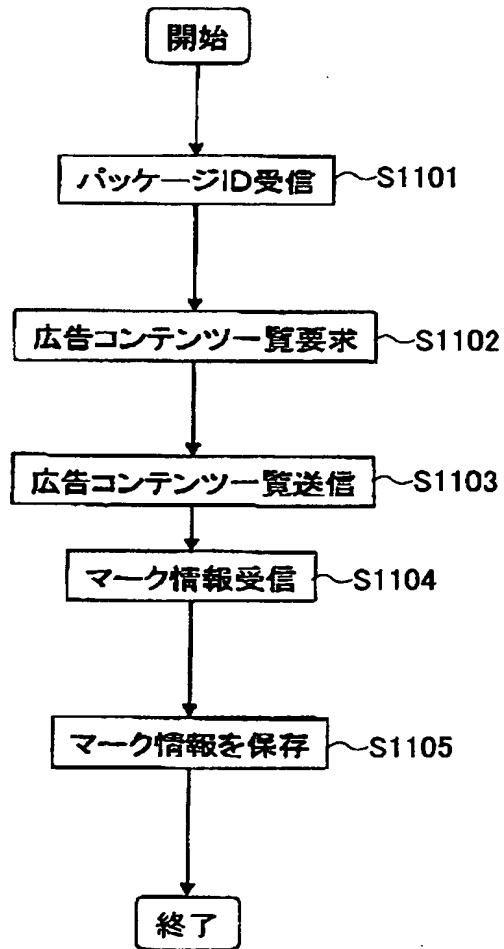 開始
パッケージID受信 S1101
広告コンテンツ一覧要求 S1102
広告コンテンツ一覧送信 S1103
マーク情報受信 S1104
マーク情報を保存 S1105
終了